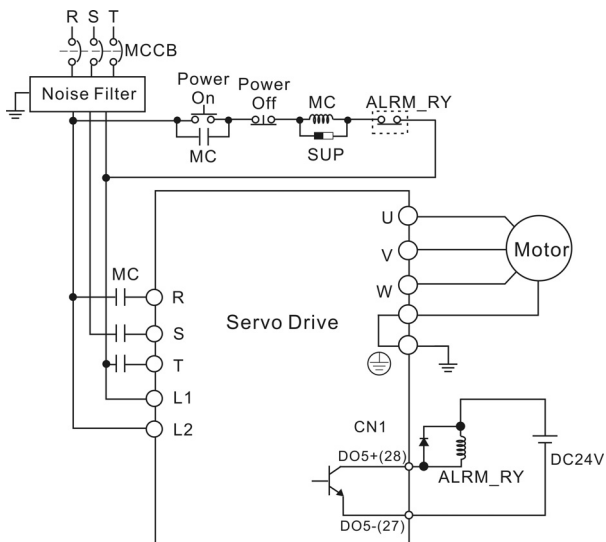 R S T
MCCB
Noise Filter
Power
On
Power
Off
MC
ALRM_RY
MC
SUP
U
V
W
Motor
MC
R
S
T
L1
L2
Servo Drive
CN1
DO5+(28)
ALRM_RY
DC24V
DO5-(27)